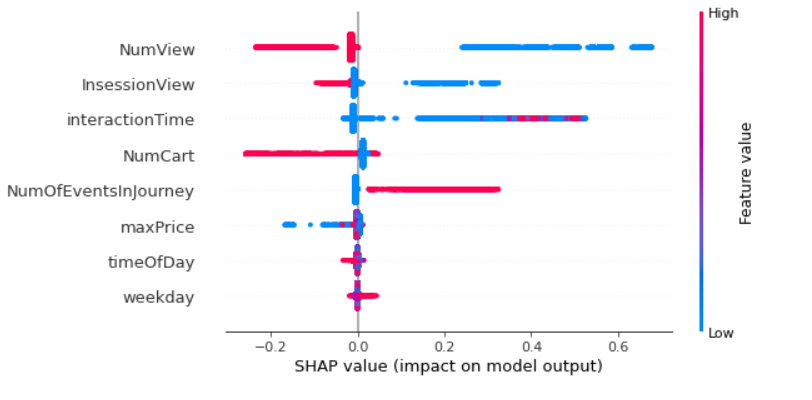 High
NumView
InsessionView
interactionTime
NumCart
NumOfEventsInJourney
maxPrice
timeOfDay
weekday
Feature value
Low
−0.2 0.0 0.2 0.4 0.6
SHAP value (impact on model output)